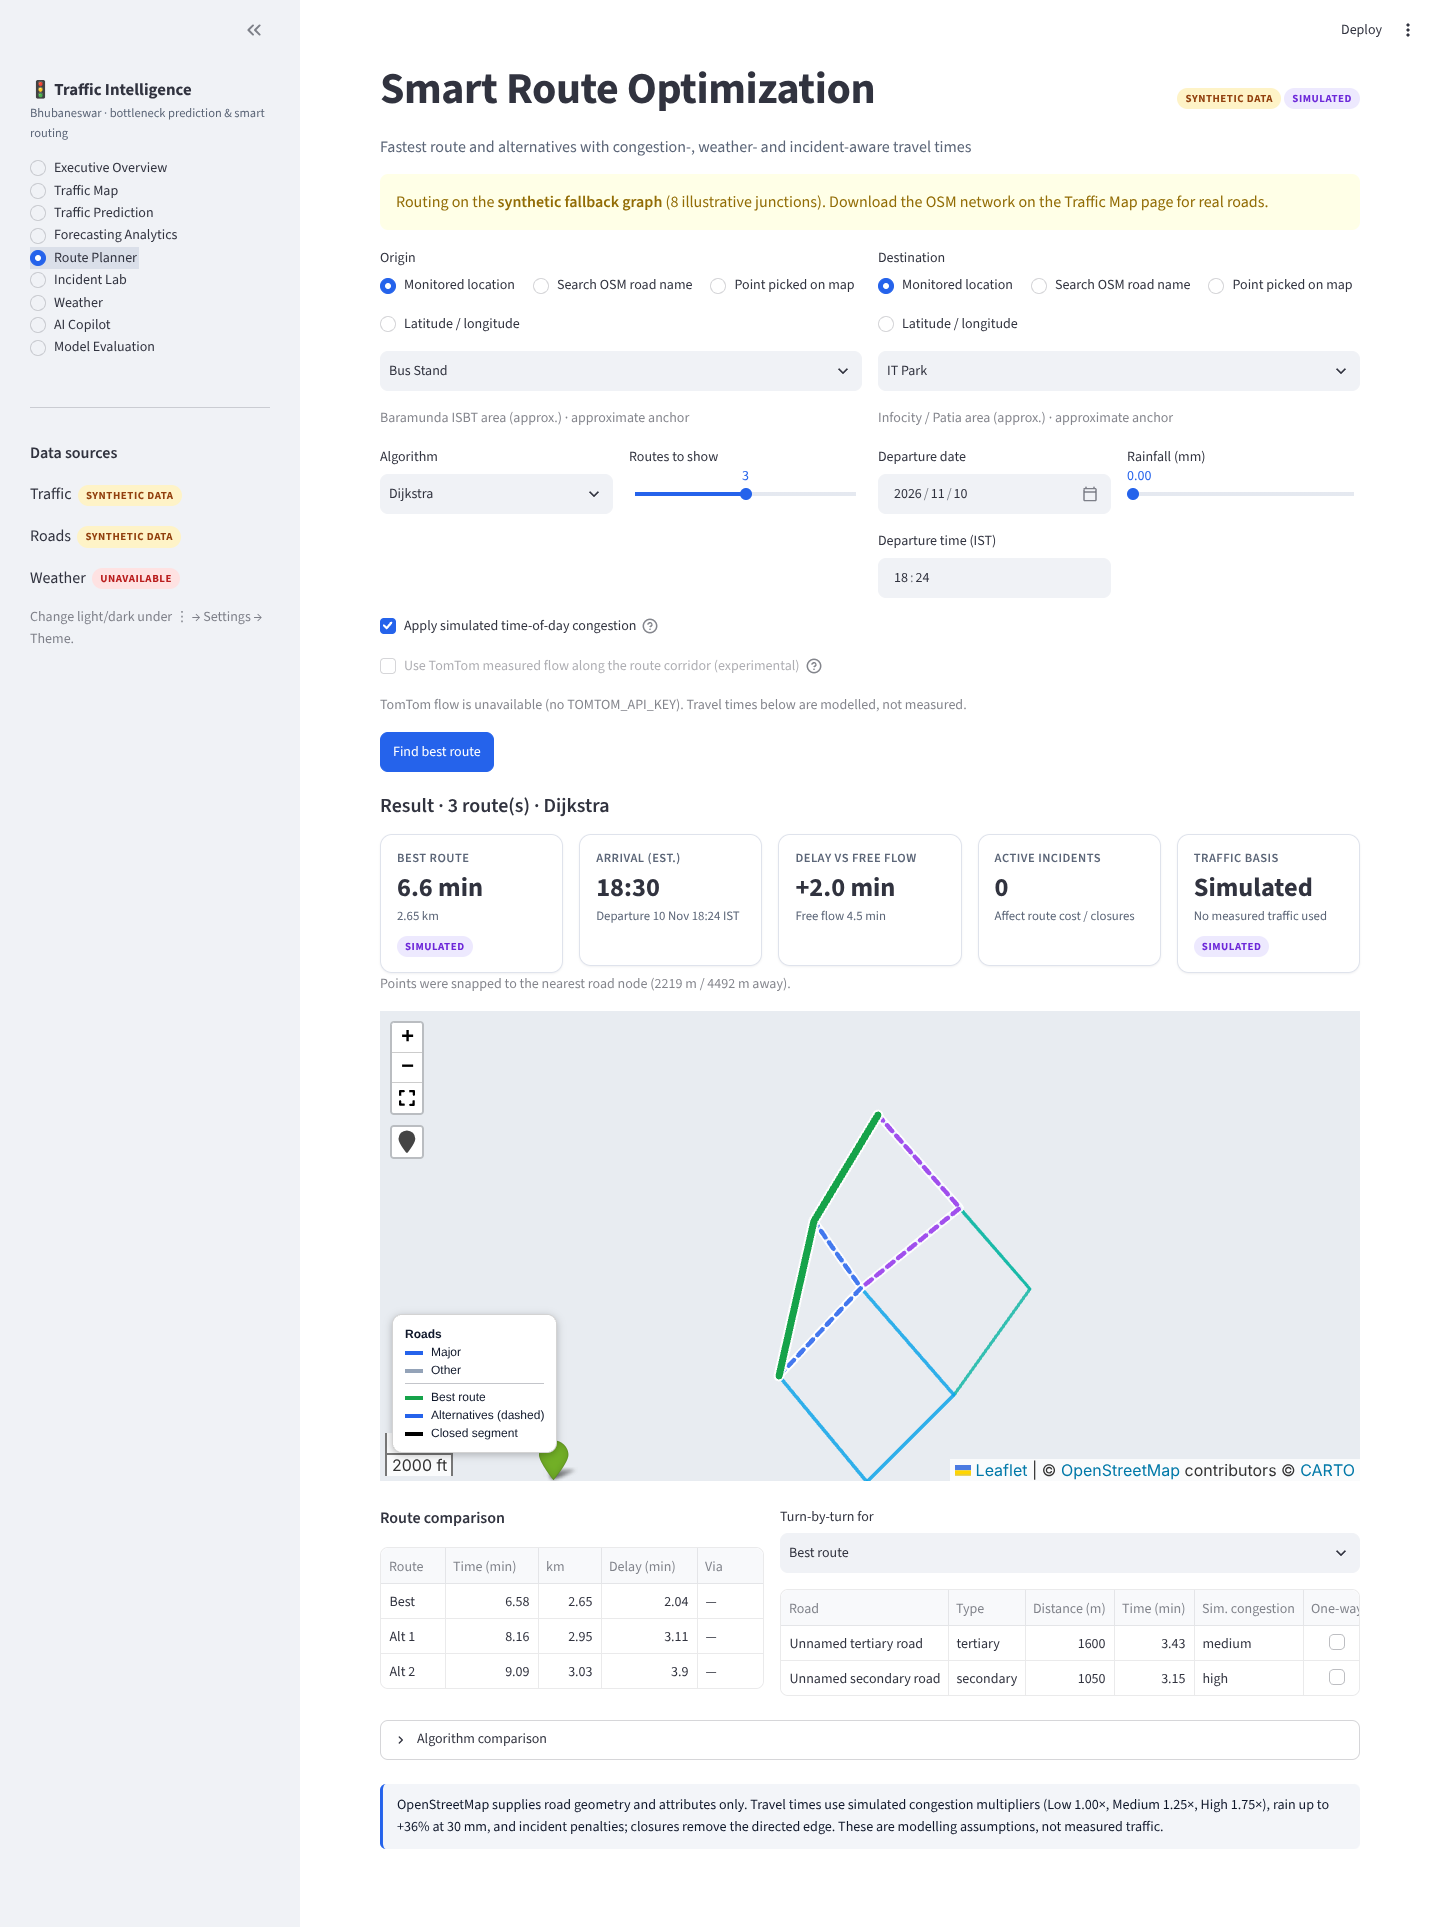 Deploy
Traffic Intelligence
Bhubaneswar · bottleneck prediction & smart
routing
Executive Overview
Traffic Map
Traffic Prediction
Forecasting Analytics
Route Planner
Incident Lab
Weather
AI Copilot
Model Evaluation
Data sources
Traffic SYNTHETIC DATA
Roads SYNTHETIC DATA
Weather UNAVAILABLE
Change light/dark under ⋮ → Settings →
Theme.
Smart Route Optimization
SYNTHETIC DATA SIMULATED
Fastest route and alternatives with congestion-, weather- and incident-aware travel times
Routing on the synthetic fallback graph (8 illustrative junctions). Download the OSM network on the Traffic Map page for real roads.
Origin
Monitored location Search OSM road name Point picked on map
Latitude / longitude
Bus Stand
Baramunda ISBT area (approx.) · approximate anchor
Destination
Monitored location Search OSM road name Point picked on map
Latitude / longitude
IT Park
Infocity / Patia area (approx.) · approximate anchor
Algorithm
Dijkstra
Routes to show
3
Departure date
2026 / 11 / 10
Rainfall (mm)
0.00
Departure time (IST)
18 : 24
Apply simulated time-of-day congestion
Use TomTom measured flow along the route corridor (experimental)
TomTom flow is unavailable (no TOMTOM_API_KEY). Travel times below are modelled, not measured.
Find best route
Result · 3 route(s) · Dijkstra
BEST ROUTE
6.6 min
2.65 km
SIMULATED
ARRIVAL (EST.)
18:30
Departure 10 Nov 18:24 IST
DELAY VS FREE FLOW
+2.0 min
Free flow 4.5 min
ACTIVE INCIDENTS
0
Affect route cost / closures
TRAFFIC BASIS
Simulated
No measured traffic used
SIMULATED
Points were snapped to the nearest road node (2219 m / 4492 m away).
+
−
Roads
Major
Other
Best route
Alternatives (dashed)
Closed segment
2000 ft
Leaflet | © OpenStreetMap contributors © CARTO
Route comparison
Route Time (min) km Delay (min) Via
Best 6.58 2.65 2.04 —
Alt 1 8.16 2.95 3.11 —
Alt 2 9.09 3.03 3.9 —
Turn-by-turn for
Best route
Road Type Distance (m) Time (min) Sim. congestion One-way
Unnamed tertiary road tertiary 1600 3.43 medium
Unnamed secondary road secondary 1050 3.15 high
Algorithm comparison
OpenStreetMap supplies road geometry and attributes only. Travel times use simulated congestion multipliers (Low 1.00×, Medium 1.25×, High 1.75×), rain up to
+36% at 30 mm, and incident penalties; closures remove the directed edge. These are modelling assumptions, not measured traffic.